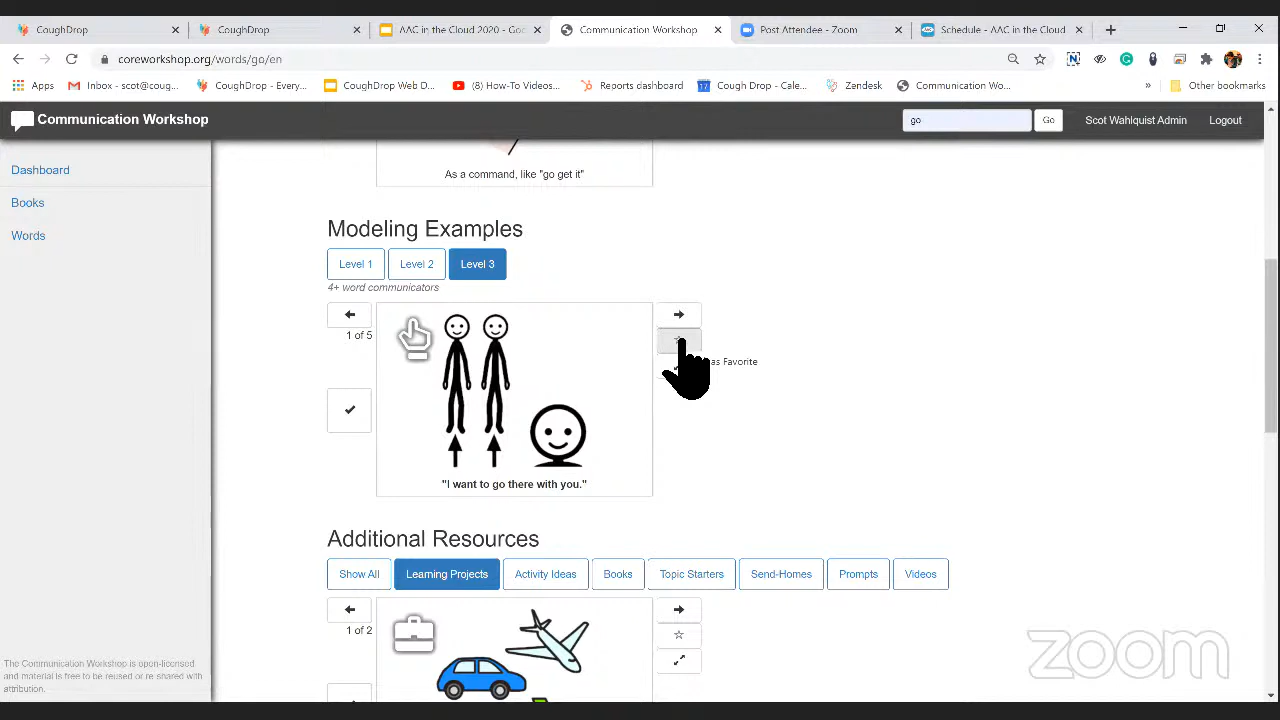 CoughDrop
CoughDrop
AAC in the Cloud 2020 - Goo
Communication Workshop
Post Attendee - Zoom
Schedule - AAC in the Cloud
coreworkshop.org/words/go/en
Apps
Inbox - scot@coug...
CoughDrop - Every...
CoughDrop Web D...
(8) How-To Videos...
Reports dashboard
Cough Drop - Cale...
Zendesk
Communication Wo...
»
Other bookmarks
Communication Workshop
go
Go
Scot Wahlquist Admin
Logout
Dashboard
Books
Words
As a command, like "go get it"
Modeling Examples
Level 1
Level 2
Level 3
4+ word communicators
1 of 5
as Favorite
"I want to go there with you."
Additional Resources
Show All
Learning Projects
Activity Ideas
Books
Topic Starters
Send-Homes
Prompts
Videos
1 of 2
The Communication Workshop is open-licensed
and material is free to be reused or re shared with
attribution.
zoom